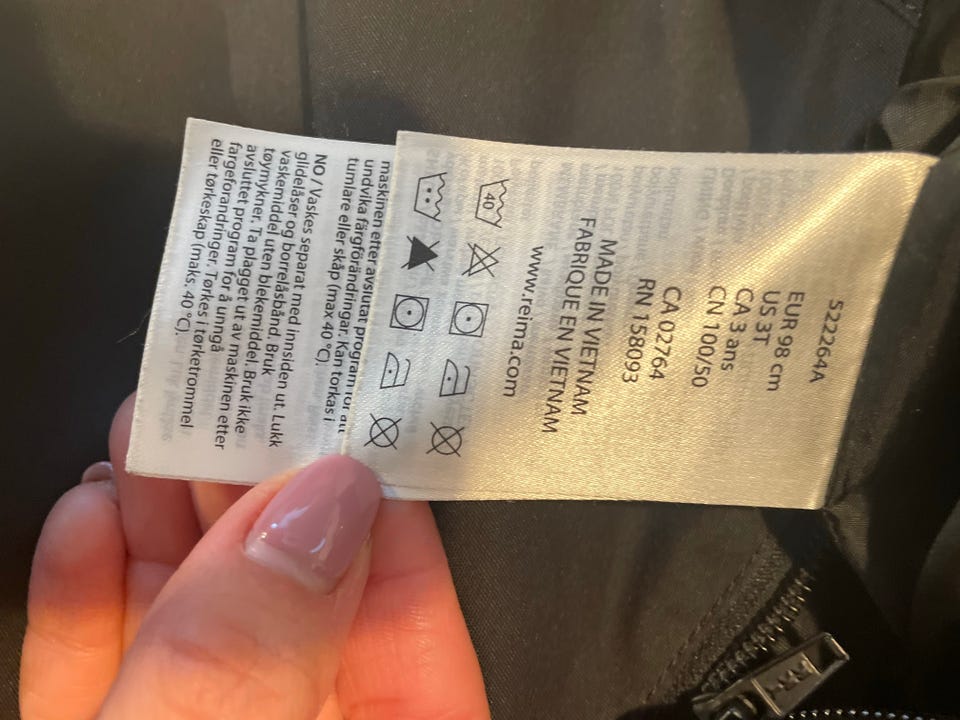 522264A
EUR 98 cm
US 3T
CA 3 ans
CN 100/50
CA 02764
RN 158093
MADE IN VIETNAM
FABRIQUE EN VIETNAM
www.reima.com
40
maskinen etter avslutat program för att
undvika färgförändringar. Kan torkas i
tumlare eller skåp (max 40 °C).
NO / Vaskes separat med innsiden ut. Lukk
glidelåser og borrelåsbånd. Bruk
vaskemiddel uten blekemiddel. Bruk ikke
tøymykner. Ta plagget ut av maskinen etter
avsluttet program for å unngå
fargeforandringer. Tørkes i tørketrommel
eller tørkeskap (maks. 40 °C).